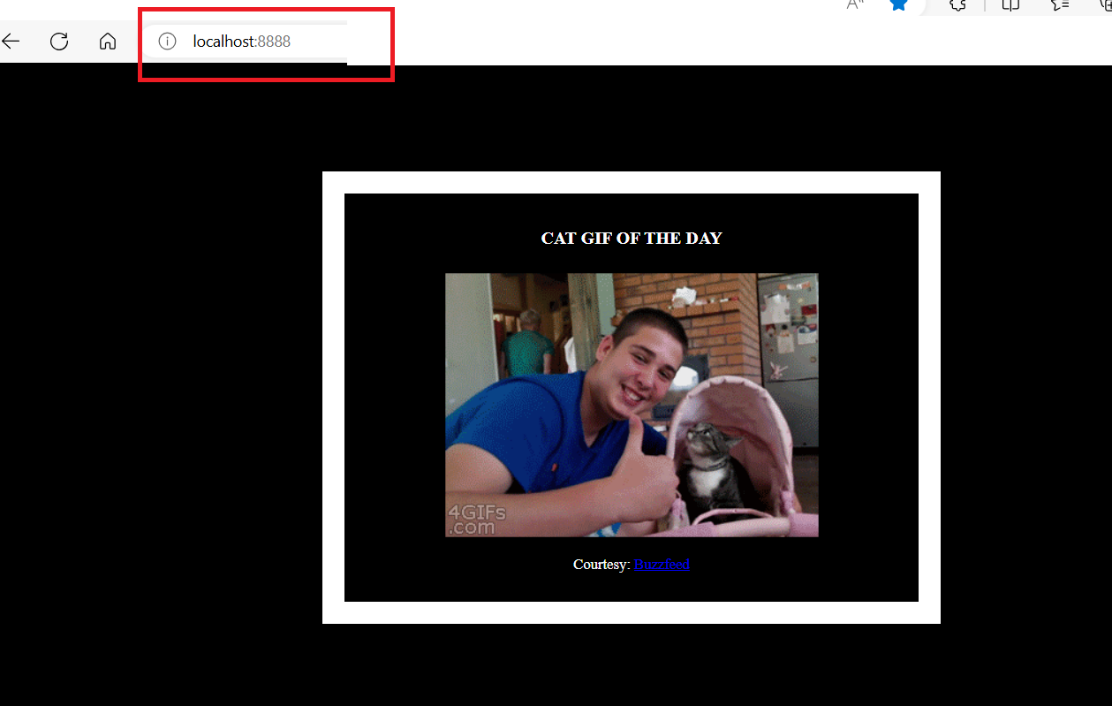 localhost:8888
CAT GIF OF THE DAY
4GIFs
.com
Courtesy: Buzzfeed